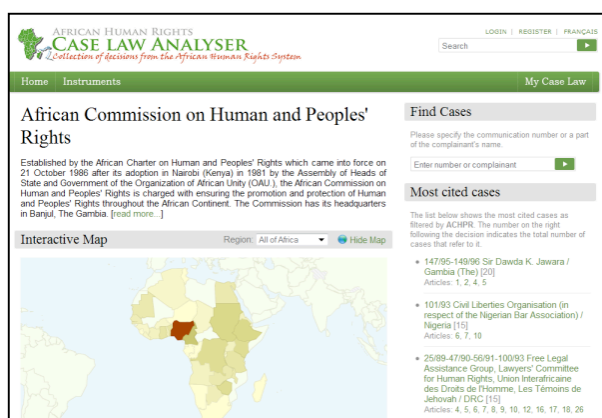 AFRICAN HUMAN RIGHTS
CASE LAW ANALYSER
Collection of decisions from the African Human Rights System
LOGIN | REGISTER | FRANÇAIS
Search
Home Instruments
My Case Law
African Commission on Human and Peoples'
Rights
Established by the African Charter on Human and Peoples' Rights which came into force on
21 October 1986 after its adoption in Nairobi (Kenya) in 1981 by the Assembly of Heads of
State and Government of the Organization of African Unity (OAU.), the African Commission on
Human and Peoples' Rights is charged with ensuring the promotion and protection of Human
and Peoples' Rights throughout the African Continent. The Commission has its headquarters
in Banjul, The Gambia. [read more...]
Interactive Map
Region: All of Africa
Hide Map
Find Cases
Please specify the communication number or a part
of the complainant's name.
Enter number or complainant
Most cited cases
The list below shows the most cited cases as
filtered by ACHPR. The number on the right
following the decision indicates the total number of
cases that refer to it.
147/95-149/96 Sir Dawda K. Jawara /
Gambia (The) [20]
Articles: 1, 2, 4, 5
101/93 Civil Liberties Organisation (in
respect of the Nigerian Bar Association) /
Nigeria [15]
Articles: 6, 7, 10
25/89-47/90-56/91-100/93 Free Legal
Assistance Group, Lawyers' Committee
for Human Rights, Union Interafricaine
des Droits de l'Homme, Les Témoins de
Jehovah / DRC [15]
Articles: 4, 5, 6, 7, 8, 9, 10, 12, 16, 17, 18, 26